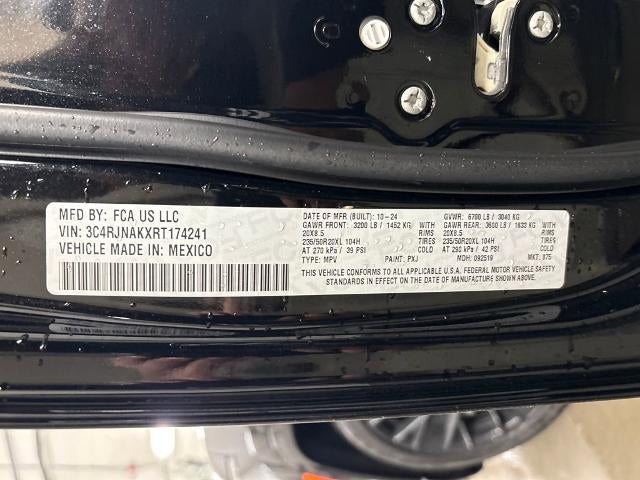 MFD BY: FCA US LLC
VIN: 3C4RJNAKXRT174241
VEHICLE MADE IN: MEXICO
DATE OF MFR (BUILT): 10-24 GVWR: 6700 LB / 3040 KG
GAWR FRONT: 3200 LB / 1452 KG WITH GAWR REAR: 3600 LB / 1633 KG WITH
20X8.5 RIMS 20X8.5 RIMS
235/50R20XL 104H 235/50R20XL 104H
AT 270 kPa / 39 PSI COLD AT 290 kPa / 42 PSI COLD
TYPE: MPV PAINT: PXJ MDH: 092519 MKT: 975
THIS VEHICLE CONFORMS TO ALL APPLICABLE U.S.A. FEDERAL MOTOR VEHICLE SAFETY
STANDARDS IN EFFECT ON THE DATE OF MANUFACTURE SHOWN ABOVE.